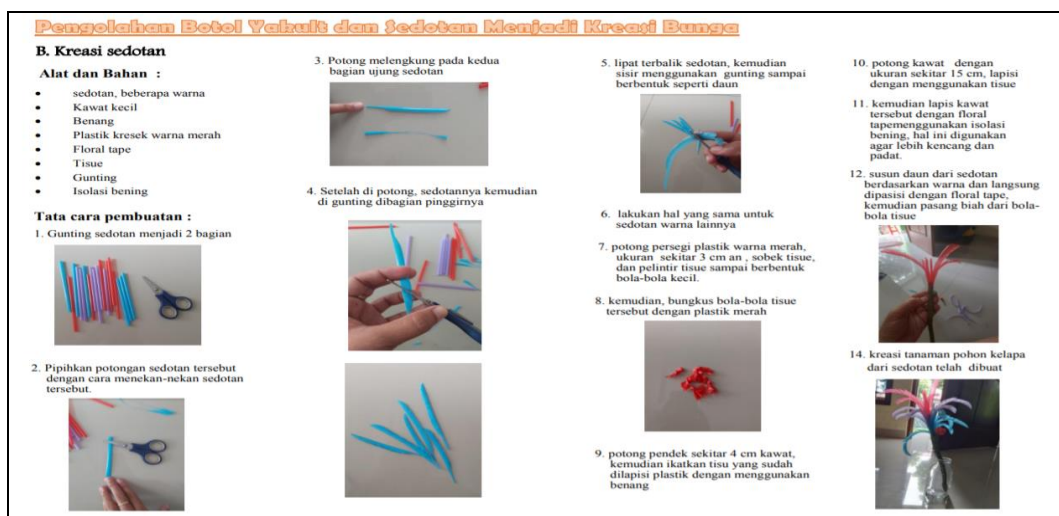 Pengolahan Botol Yakult dan Sedotan Menjadi Kreasi Bunga
B. Kreasi sedotan
Alat dan Bahan :
• sedotan, beberapa warna
• Kawat kecil
• Benang
• Plastik kresek warna merah
• Floral tape
• Tisue
• Gunting
• Isolasi bening
Tata cara pembuatan :
1. Gunting sedotan menjadi 2 bagian
2. Pipihkan potongan sedotan tersebut
dengan cara menekan-nekan sedotan
tersebut.
3. Potong melengkung pada kedua
bagian ujung sedotan
4. Setelah di potong, sedotannya kemudian
di gunting dibagian pinggirnya
5. lipat terbalik sedotan, kemudian
sisir menggunakan gunting sampai
berbentuk seperti daun
6. lakukan hal yang sama untuk
sedotan warna lainnya
7. potong persegi plastik warna merah,
ukuran sekitar 3 cm an , sobek tisue,
dan pelintir tisue sampai berbentuk
bola-bola kecil.
8. kemudian, bungkus bola-bola tisue
tersebut dengan plastik merah
9. potong pendek sekitar 4 cm kawat,
kemudian ikatkan tisu yang sudah
dilapisi plastik dengan menggunakan
benang
10. potong kawat dengan
ukuran sekitar 15 cm, lapisi
dengan menggunakan tisue
11. kemudian lapis kawat
tersebut dengan floral
tapemenggunakan isolasi
bening, hal ini digunakan
agar lebih kencang dan
padat.
12. susun daun dari sedotan
berdasarkan warna dan langsung
dipasisi dengan floral tape,
kemudian pasang biah dari bola-
bola tisue
14. kreasi tanaman pohon kelapa
dari sedotan telah dibuat